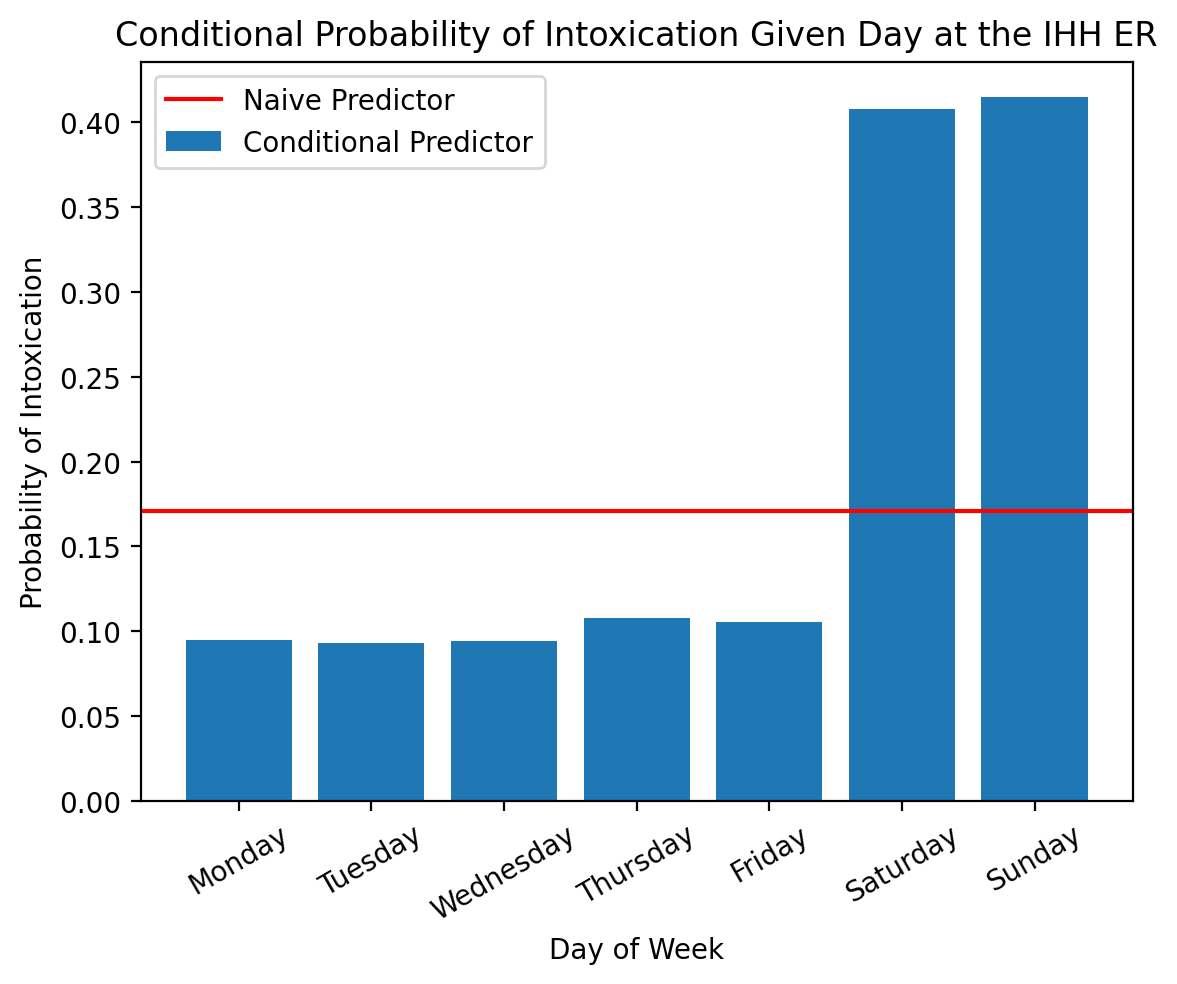 Conditional Probability of Intoxication Given Day at the IHH ER
Naive Predictor
Conditional Predictor
0.40
0.35
0.30
0.25
0.20
0.15
0.10
0.05
0.00
Probability of Intoxication
Monday
Tuesday
Wednesday
Thursday
Friday
Saturday
Sunday
Day of Week